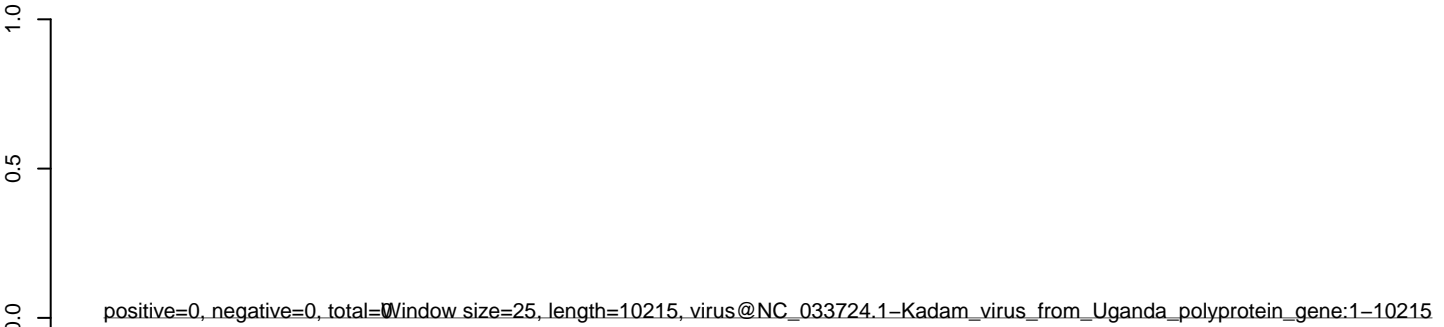 1.0
0.5
0.0
positive=0, negative=0, total=0
Window size=25, length=10215, virus@NC_033724.1−Kadam_virus_from_Uganda_polyprotein_gene:1−10215